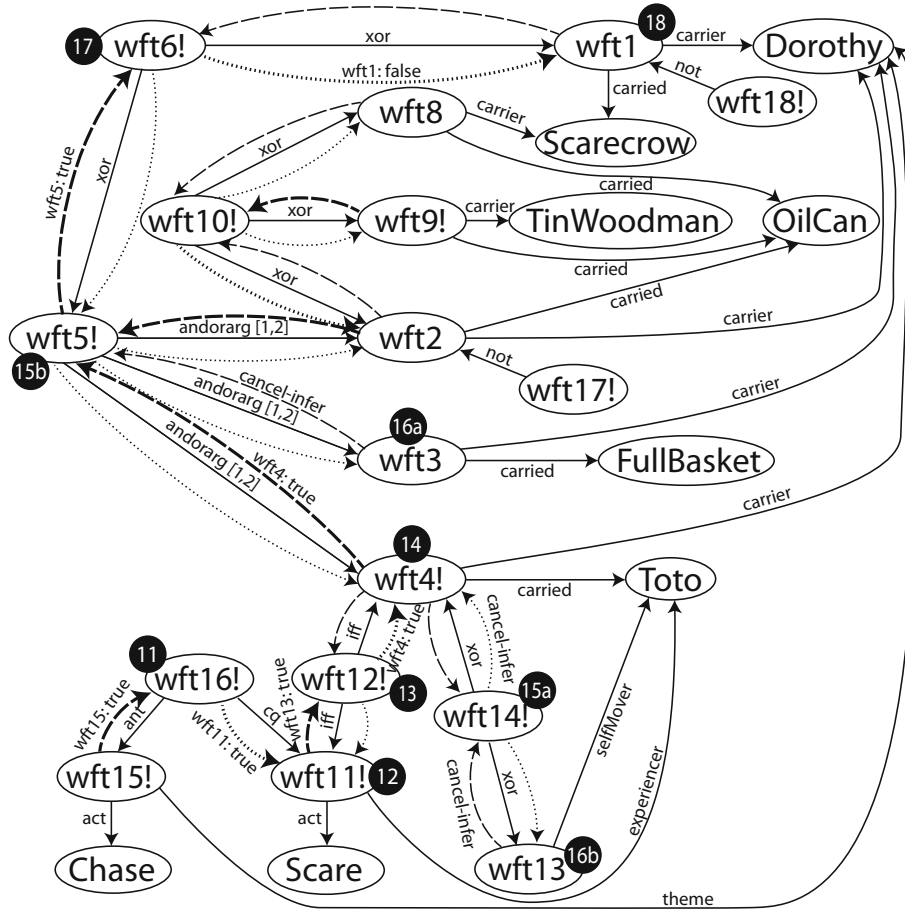 17
wft6!
xor
wft1: false
18
wft1
carrier
Dorothy
not
wft18!
carried
Scarecrow
wft5: true
xor
wft8
carrier
carried
xor
wft10!
xor
wft9!
carrier
TinWoodman
OilCan
carried
xor
carried
wft5!
15b
andorarg [1,2]
wft2
carrier
not
wft17!
cancel-infer
andorarg [1,2]
andorarg [1,2]
16a
wft3
carried
FullBasket
carrier
wft4: true
14
wft4!
carried
Toto
carrier
iff
wft4: true
cancel-infer
xor
11
wft16!
wft12!
13
15a
wft14!
selfMover
wft15: true
ant
wft11: true
cq
wft13: true
iff
cancel-infer
xor
experiencer
wft15!
wft11!
12
act
act
Chase
Scare
wft13
16b
theme